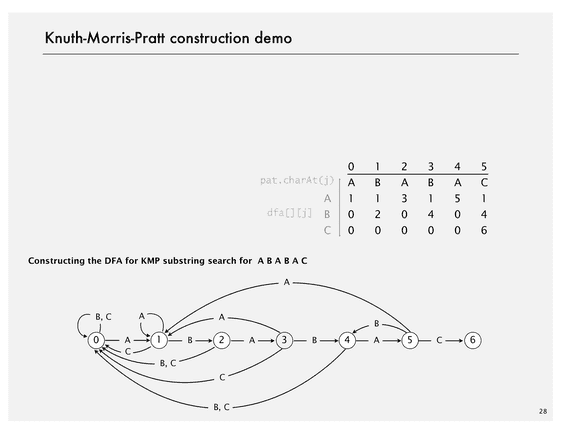 Knuth-Morris-Pratt construction demo
0 1 2 3 4 5
pat.charAt(j) A B A B A C
A 1 1 3 1 5 1
dfa[][j] B 0 2 0 4 0 4
C 0 0 0 0 0 6
Constructing the DFA for KMP substring search for A B A B A C
A
B, C A A B
0 A 1 B 2 A 3 B 4 A 5 C 6
C
B, C
C
B, C
28